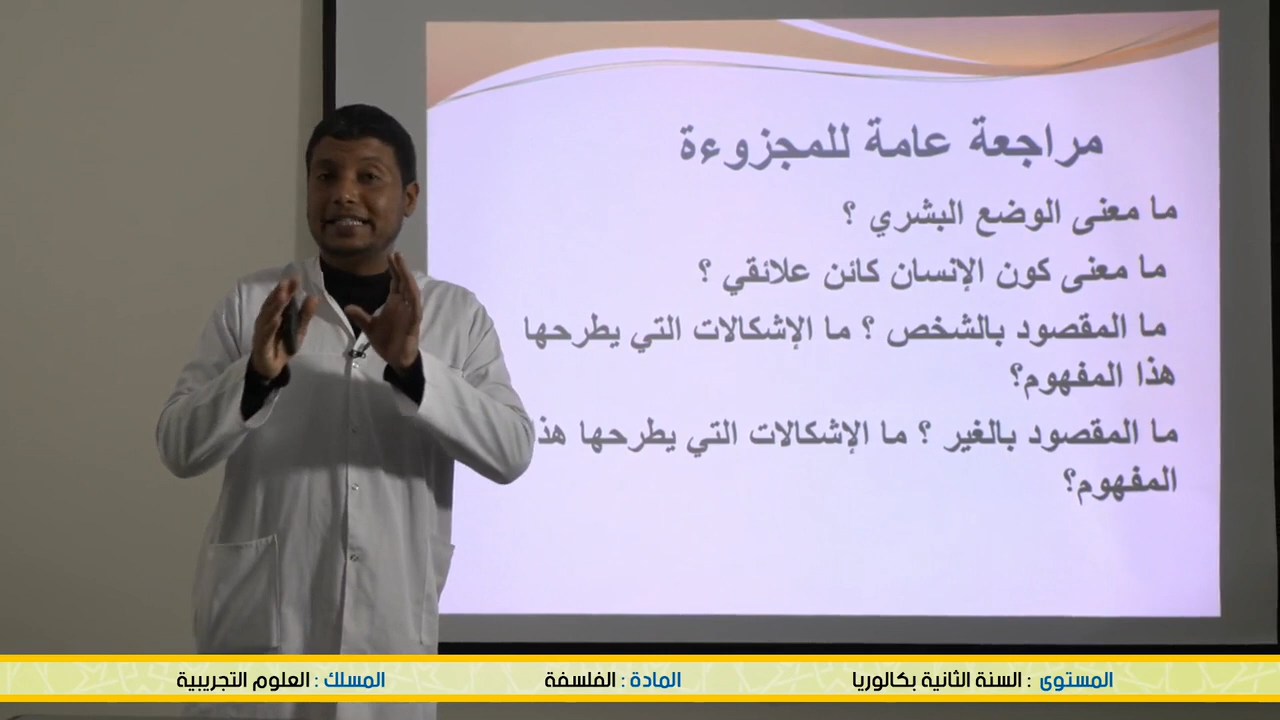 مراجعة عامة للمجزوءة
ما معنى الوضع البشري ؟
ما معنى كون الإنسان كائن علائقي ؟
ما المقصود بالشخص ؟ ما الإشكالات التي يطرحها
هذا المفهوم؟
ما المقصود بالغير ؟ ما الإشكالات التي يطرحها هذا
المفهوم؟
المستوى : السنة الثانية بكالوريا المادة : الفلسفة المسلك : العلوم التجريبية